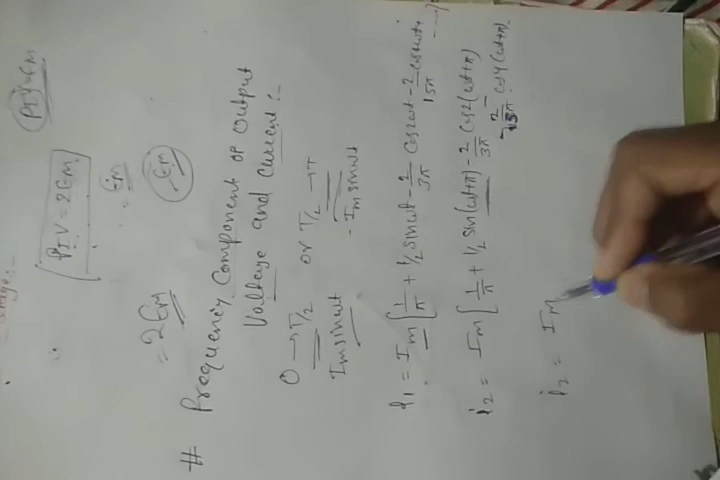 PIV = 2Em
= Em
PIV = Em
-Em
= 2Em
# Frequency Component of Output
Voltage and Current :-
0 → T/2 or T/2 → T
Im sinωt - Im sinωt
i1 = Im [ 1/π + 1/2 sinωt - 2/3π cos2ωt - 2/15π cos4ωt - ---]
i2 = Im [ 1/π + 1/2 sin(ωt+π) - 2/3π cos2(ωt+π) - 2/15π cos4(ωt+π) -
i2 = Im